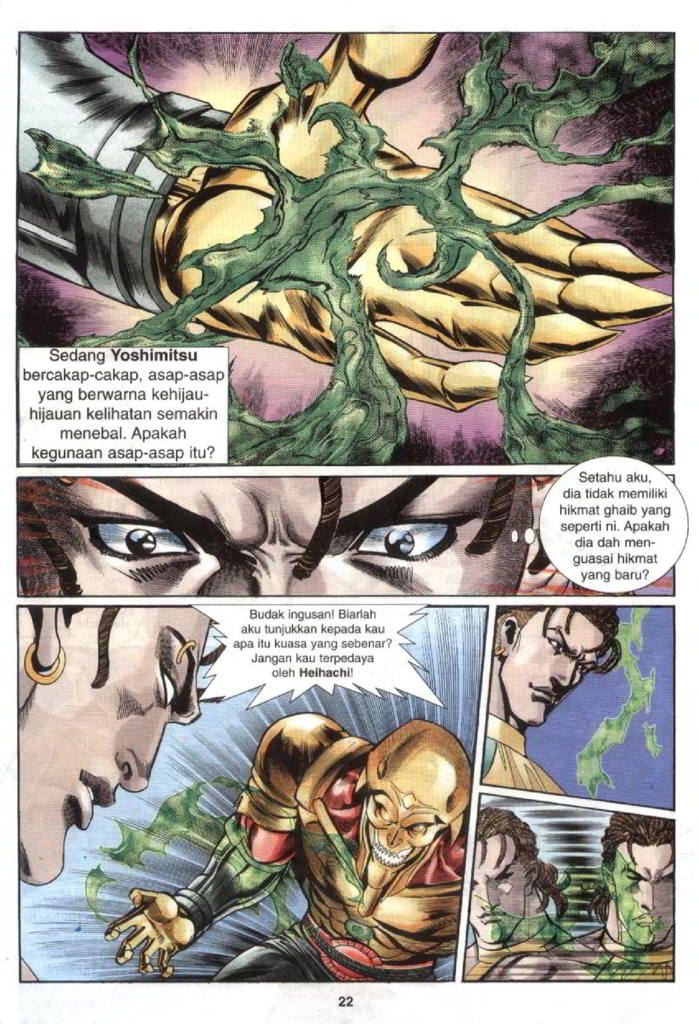 Sedang Yoshimitsu
bercakap-cakap, asap-asap
yang berwarna kehijau-
hijauan kelihatan semakin
menebal. Apakah
kegunaan asap-asap itu?
Setahu aku,
dia tidak memiliki
hikmat ghaib yang
seperti ni. Apakah
dia dah men-
guasai hikmat
yang baru?
...
Budak ingusan! Biarlah
aku tunjukkan kepada kau
apa itu kuasa yang sebenar?
Jangan kau terpedaya
oleh Heihachi!
22